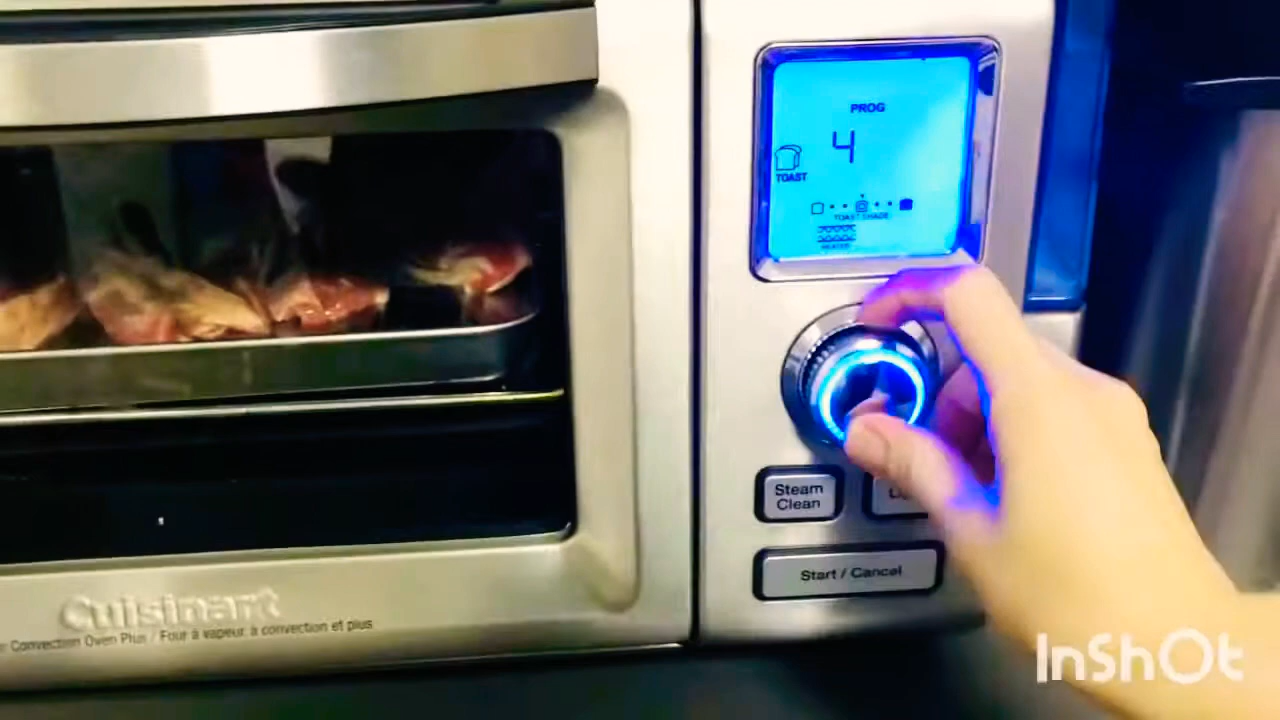 PROG
4
TOAST
TOAST SHADE
HEATER
Steam
Clean
Start / Cancel
Cuisinart
Convection Oven Plus / Four à vapeur à convection et plus
InShOt